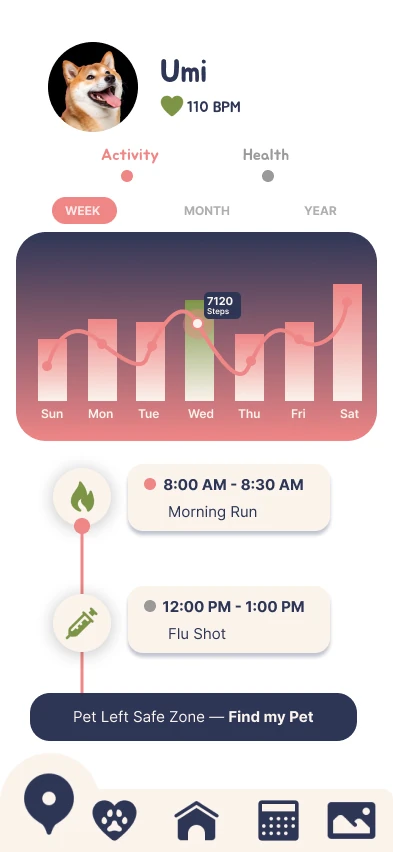 Umi
110 BPM
Activity Health
WEEK MONTH YEAR
7120
Steps
Sun Mon Tue Wed Thu Fri Sat
8:00 AM - 8:30 AM
Morning Run
12:00 PM - 1:00 PM
Flu Shot
Pet Left Safe Zone — Find my Pet